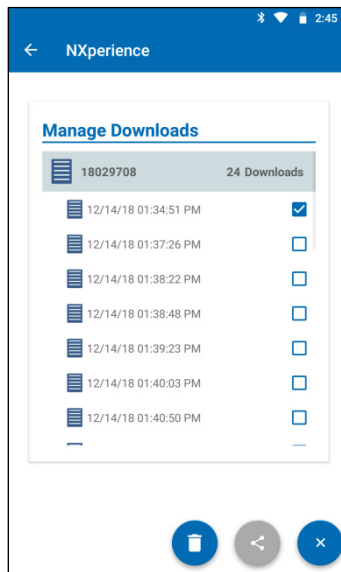 2:45
NXperience
Manage Downloads
18029708 24 Downloads
12/14/18 01:34:51 PM
12/14/18 01:37:26 PM
12/14/18 01:38:22 PM
12/14/18 01:38:48 PM
12/14/18 01:39:23 PM
12/14/18 01:40:03 PM
12/14/18 01:40:50 PM